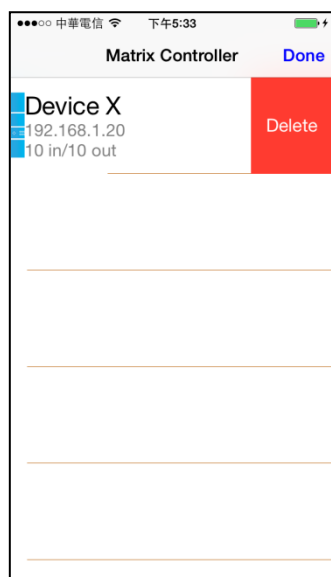 中華電信 下午5:33
Matrix Controller Done
Device X
192.168.1.20
10 in/10 out
Delete